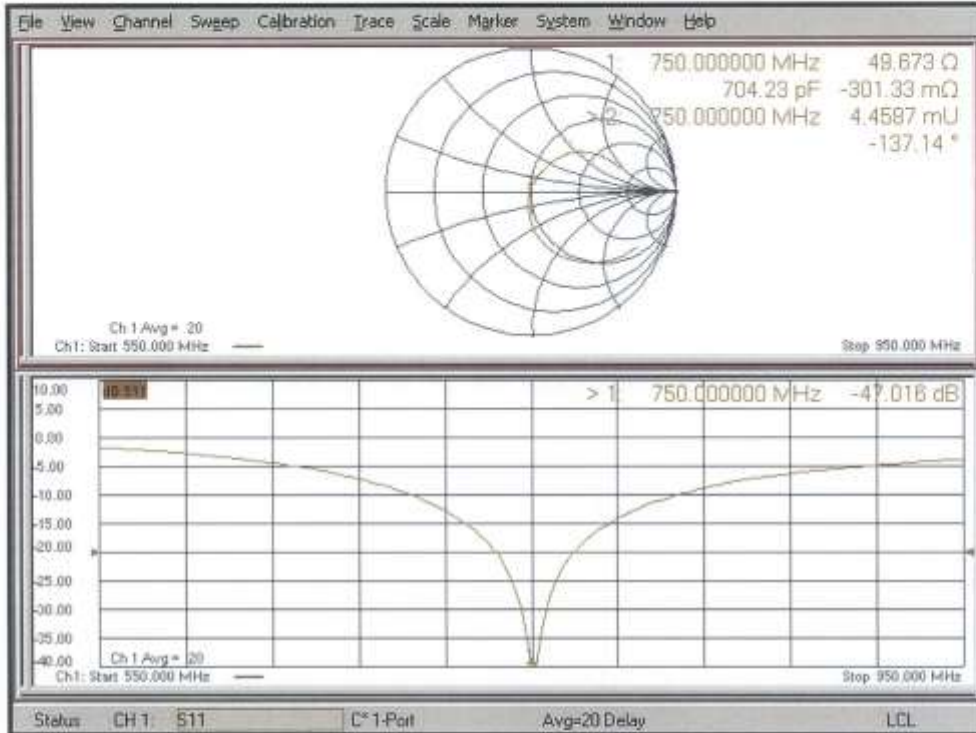 File View Channel Sweep Calibration Trace Scale Marker System Window Help
1: 750.000000 MHz 49.673 Ω
704.23 pF -301.33 mΩ
> 2: 750.000000 MHz 4.4597 mU
-137.14 °
Ch 1 Avg = 20
Ch1: Start 550.000 MHz
Stop 950.000 MHz
10.00
> 1: 750.000000 MHz -47.016 dB
5.00
0.00
-5.00
-10.00
-15.00
-20.00
-25.00
-30.00
-35.00
-40.00
Ch 1 Avg = 20
Ch1: Start 550.000 MHz
Stop 950.000 MHz
Status CH 1: S11 C* 1-Port Avg=20 Delay LCL